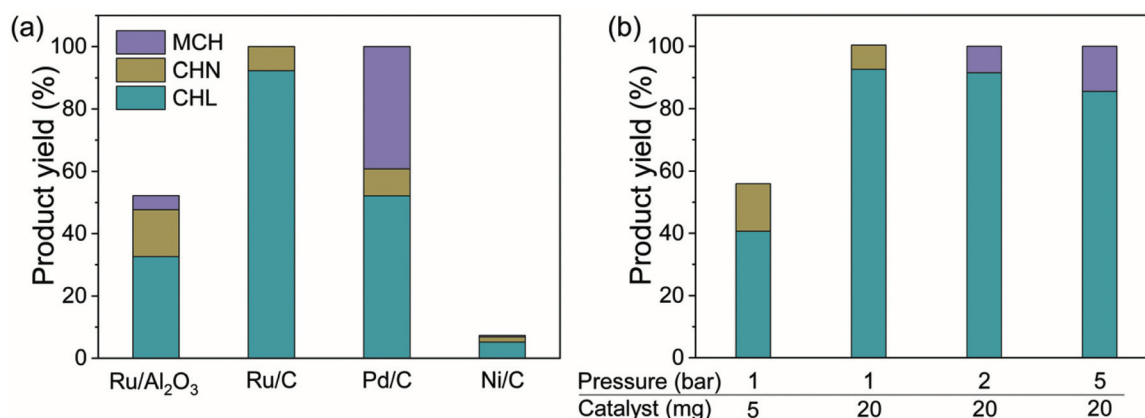 (a)
MCH
CHN
CHL
Product yield (%)
100
80
60
40
20
0
Ru/Al₂O₃ Ru/C Pd/C Ni/C
(b)
Product yield (%)
100
80
60
40
20
0
Pressure (bar) 1 1 2 5
Catalyst (mg) 5 20 20 20